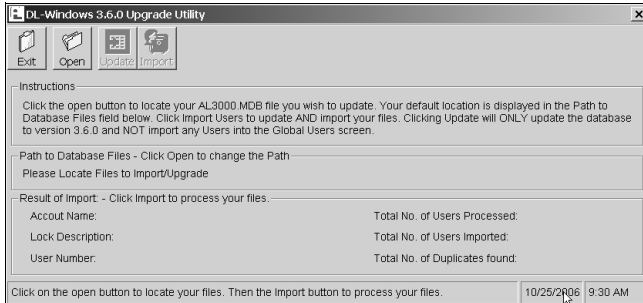 DL-Windows 3.6.0 Upgrade Utility
Exit Open Update Import
Instructions
Click the open button to locate your AL3000.MDB file you wish to update. Your default location is displayed in the Path to
Database Files field below. Click Import Users to update AND import your files. Clicking Update will ONLY update the database
to version 3.6.0 and NOT import any Users into the Global Users screen.
Path to Database Files - Click Open to change the Path
Please Locate Files to Import/Upgrade
Result of Import: - Click Import to process your files.
Accout Name: Total No. of Users Processed:
Lock Description: Total No. of Users Imported:
User Number: Total No. of Duplicates found:
Click on the open button to locate your files. Then the Import button to process your files. 10/25/2006 9:30 AM